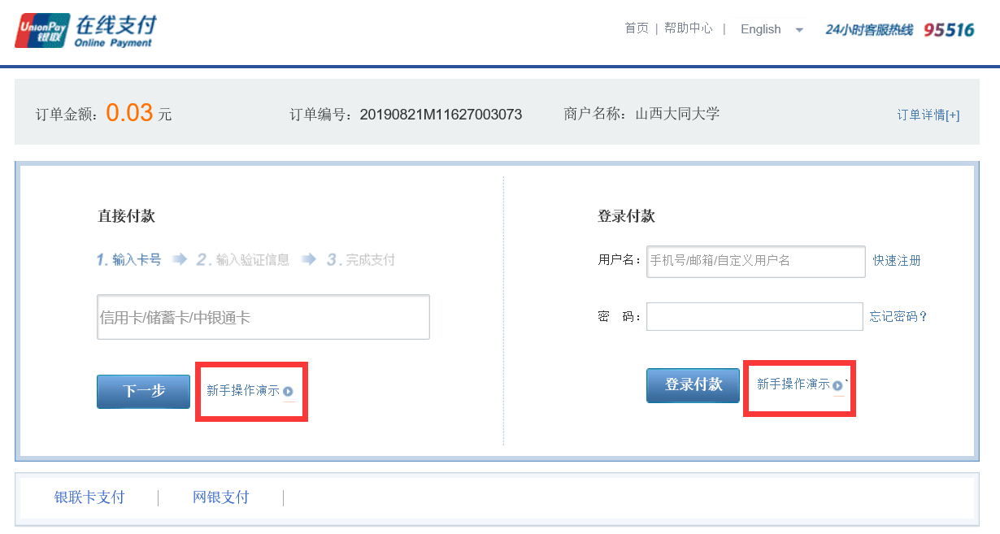 UnionPay 银联 在线支付 Online Payment
首页 | 帮助中心 | English 24小时客服热线 95516
订单金额：0.03 元 订单编号：20190821M11627003073 商户名称：山西大同大学 订单详情[+]
直接付款
1. 输入卡号 2. 输入验证信息 3. 完成支付
信用卡/储蓄卡/中银通卡
下一步 新手操作演示
登录付款
用户名： 手机号/邮箱/自定义用户名 快速注册
密 码： 忘记密码？
登录付款 新手操作演示`
银联卡支付 | 网银支付 |